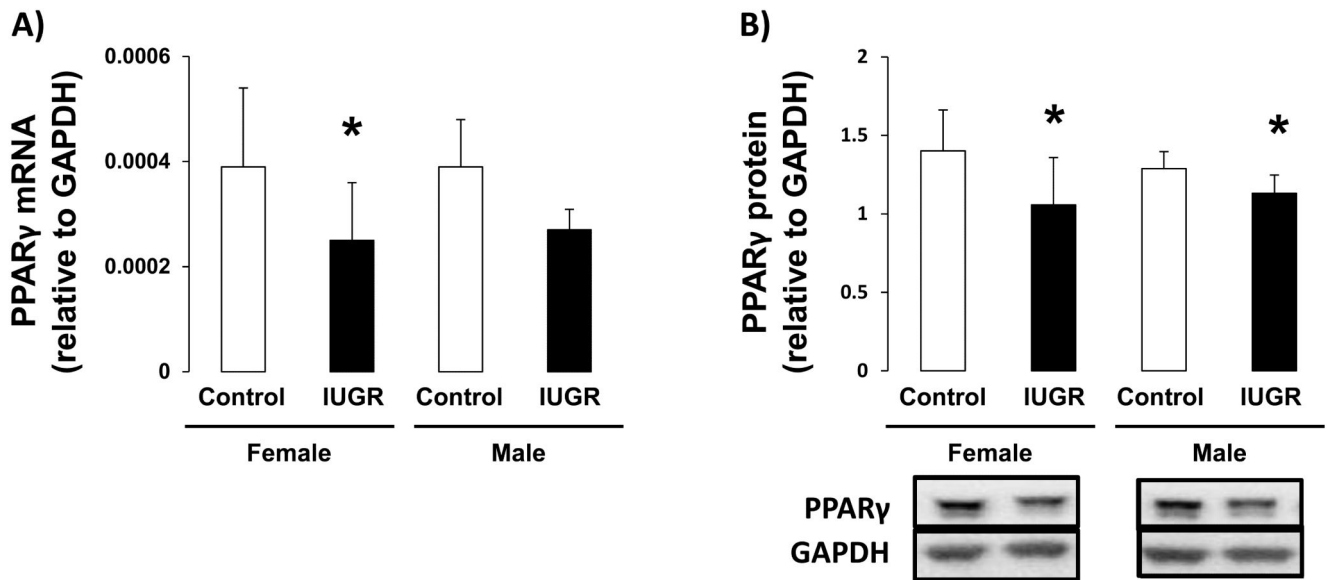 A)
PPARγ mRNA
(relative to GAPDH)
0.0006
0.0004
0.0002
0
*
Control IUGR Control IUGR
Female Male
B)
PPARγ protein
(relative to GAPDH)
2
1.5
1
0.5
0
* *
Control IUGR Control IUGR
Female Male
PPARγ
GAPDH